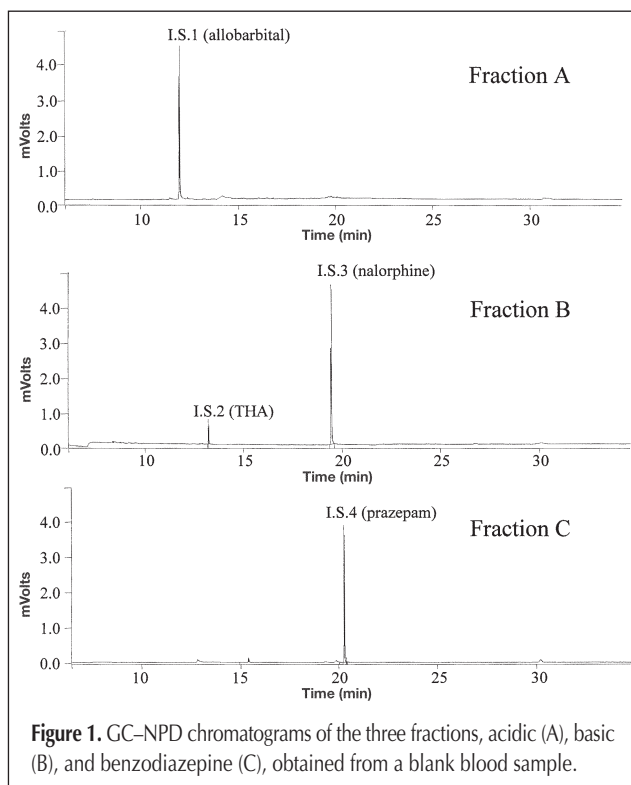 I.S.1 (allobarbital)
Fraction A
mVolts
4.0
3.0
2.0
1.0
0.0
10 15 20 25 30
Time (min)
I.S.3 (nalorphine)
Fraction B
mVolts
4.0
3.0
2.0
1.0
0.0
I.S.2 (THA)
10 15 20 25 30
Time (min)
I.S.4 (prazepam)
Fraction C
mVolts
4.0
3.0
2.0
1.0
0.0
10 15 20 25 30
Time (min)
Figure 1. GC–NPD chromatograms of the three fractions, acidic (A), basic
(B), and benzodiazepine (C), obtained from a blank blood sample.